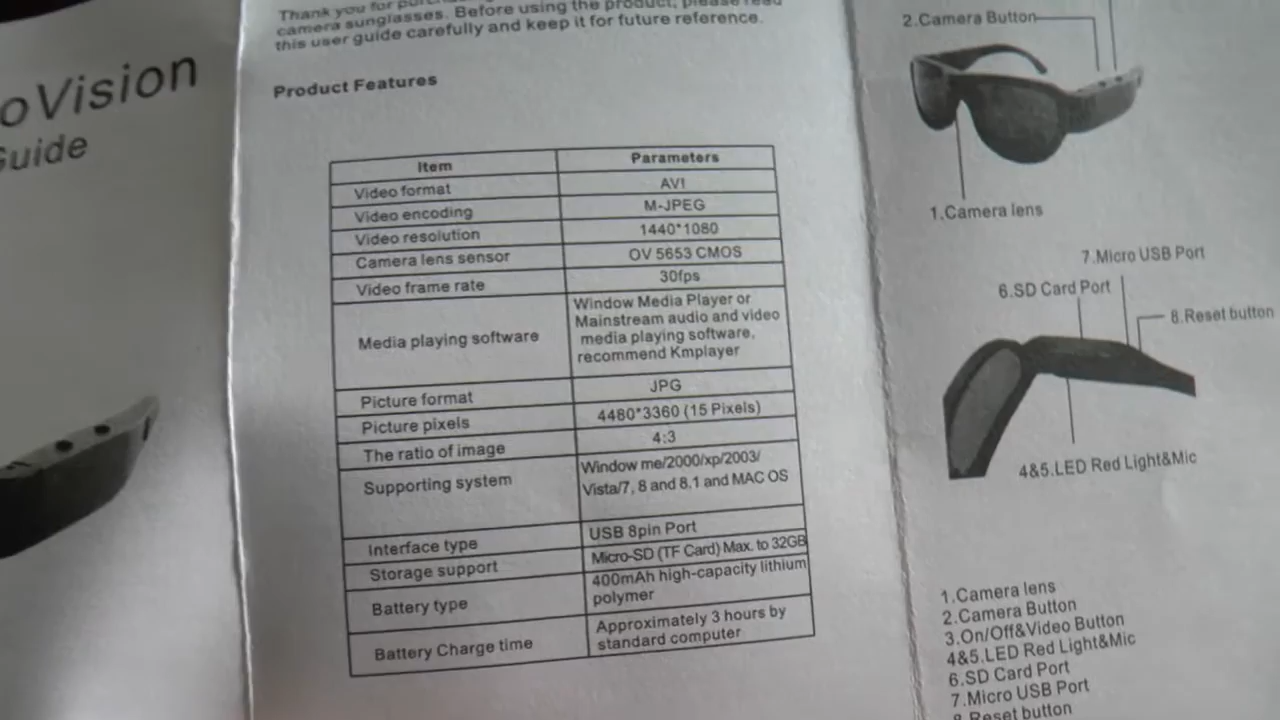 oVision
Guide
Thank you for
camera sunglasses. Before using the product, please read
this user guide carefully and keep it for future reference.
Product Features
Item Parameters
Video format AVI
Video encoding M-JPEG
Video resolution 1440*1080
Camera lens sensor OV 5653 CMOS
Video frame rate 30fps
Media playing software
Window Media Player or
Mainstream audio and video
media playing software,
recommend Kmplayer
Picture format JPG
Picture pixels 4480*3360 (15 Pixels)
The ratio of image 4:3
Supporting system
Window me/2000/xp/2003/
Vista/7, 8 and 8.1 and MAC OS
Interface type USB 8pin Port
Storage support Micro-SD (TF Card) Max. to 32GB
Battery type
400mAh high-capacity lithium
polymer
Battery Charge time
Approximately 3 hours by
standard computer
2.Camera Button
1.Camera lens
7.Micro USB Port
6.SD Card Port
8.Reset button
4&5.LED Red Light&Mic
1.Camera lens
2.Camera Button
3.On/Off&Video Button
4&5.LED Red Light&Mic
6.SD Card Port
7.Micro USB Port
8.Reset button